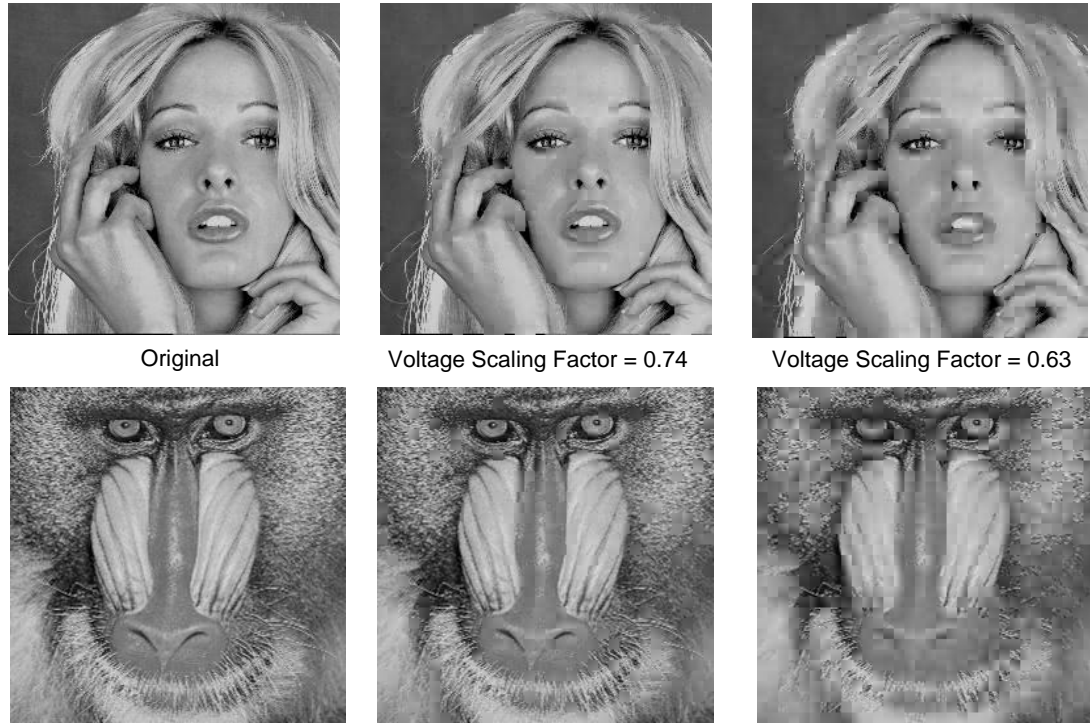 Original
Voltage Scaling Factor = 0.74
Voltage Scaling Factor = 0.63